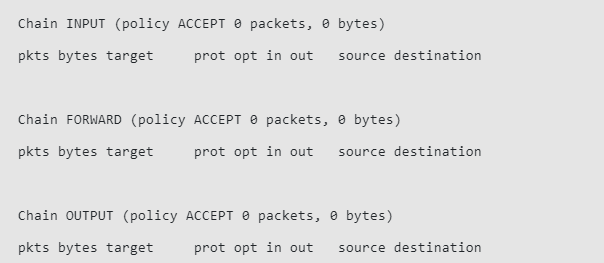 Chain INPUT (policy ACCEPT 0 packets, 0 bytes)
pkts bytes target     prot opt in out   source destination
Chain FORWARD (policy ACCEPT 0 packets, 0 bytes)
pkts bytes target     prot opt in out   source destination
Chain OUTPUT (policy ACCEPT 0 packets, 0 bytes)
pkts bytes target     prot opt in out   source destination